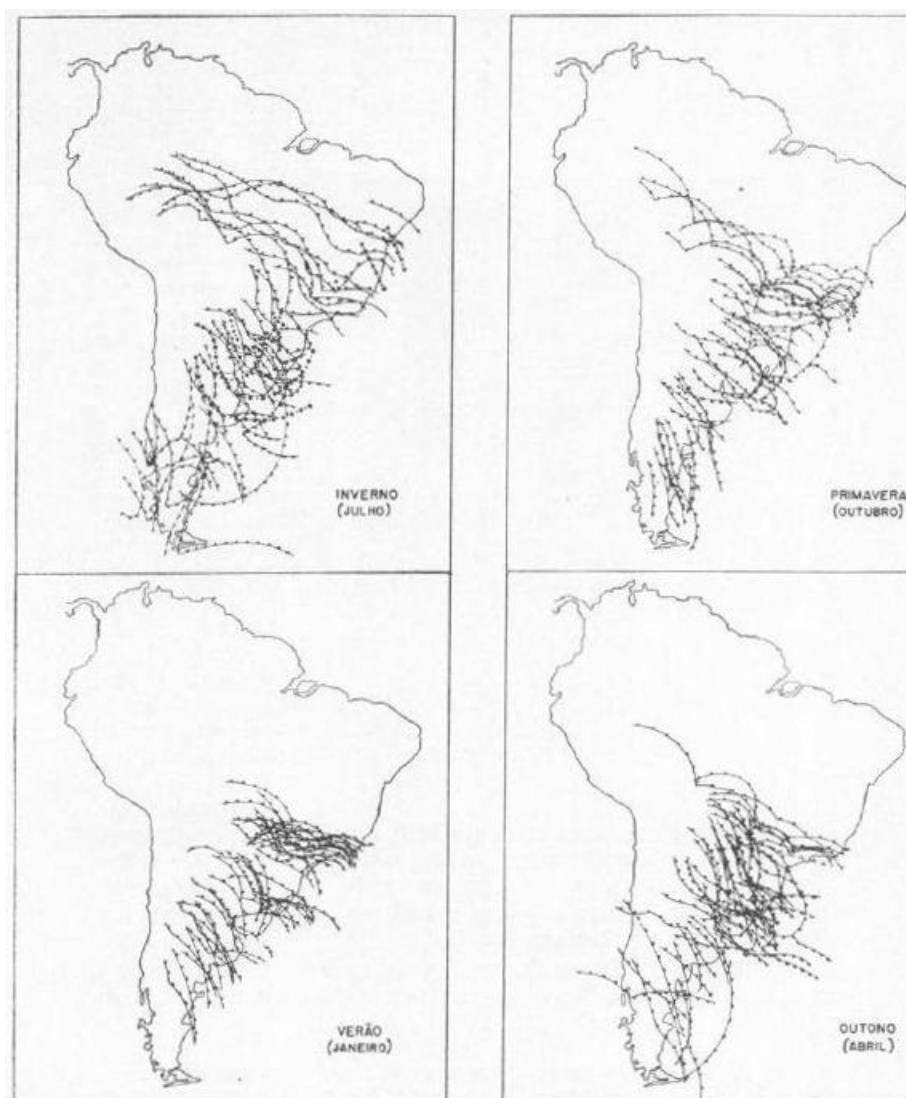 INVERNO
(JULHO)
PRIMAVERA
(OUTUBRO)
VERÃO
(JANEIRO)
OUTONO
(ABRIL)